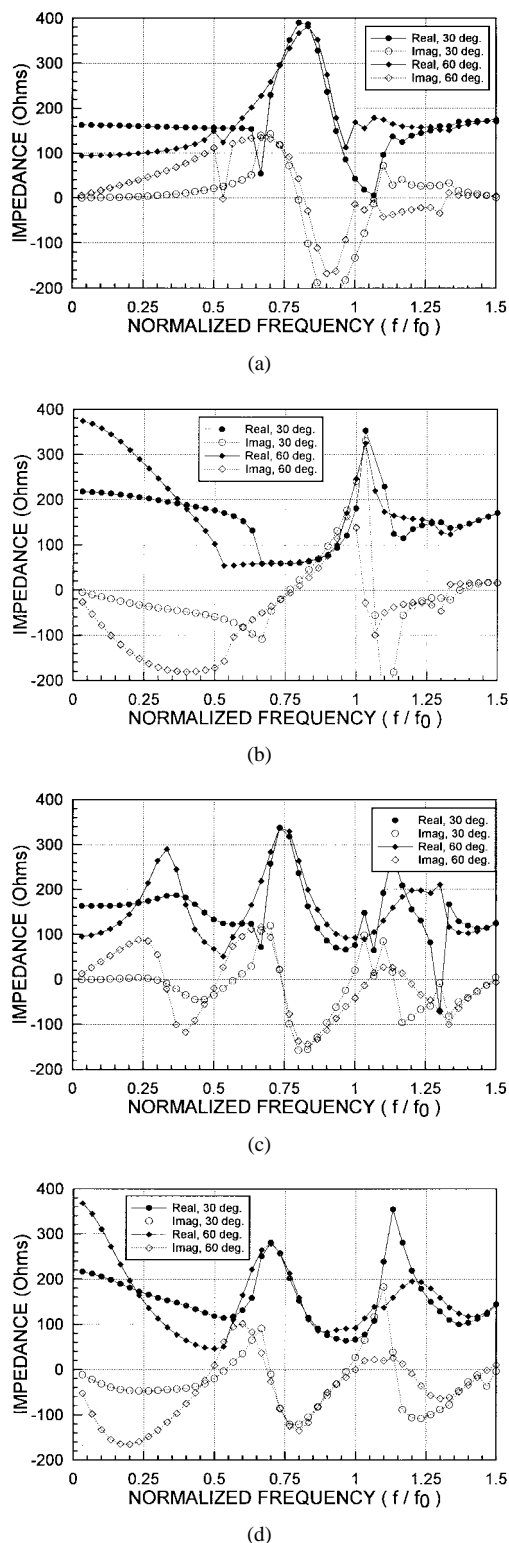 400
300
200
100
0
-100
-200
IMPEDANCE (Ohms)
Real, 30 deg.
Imag, 30 deg.
Real, 60 deg.
Imag, 60 deg.
0 0.25 0.5 0.75 1 1.25 1.5
NORMALIZED FREQUENCY ( f / f0 )
(a)
400
300
200
100
0
-100
-200
IMPEDANCE (Ohms)
Real, 30 deg.
Imag, 30 deg.
Real, 60 deg.
Imag, 60 deg.
0 0.25 0.5 0.75 1 1.25 1.5
NORMALIZED FREQUENCY ( f / f0 )
(b)
400
300
200
100
0
-100
-200
IMPEDANCE (Ohms)
Real, 30 deg.
Imag, 30 deg.
Real, 60 deg.
Imag, 60 deg.
0 0.25 0.5 0.75 1 1.25 1.5
NORMALIZED FREQUENCY ( f / f0 )
(c)
400
300
200
100
0
-100
-200
IMPEDANCE (Ohms)
Real, 30 deg.
Imag, 30 deg.
Real, 60 deg.
Imag, 60 deg.
0 0.25 0.5 0.75 1 1.25 1.5
NORMALIZED FREQUENCY ( f / f0 )
(d)